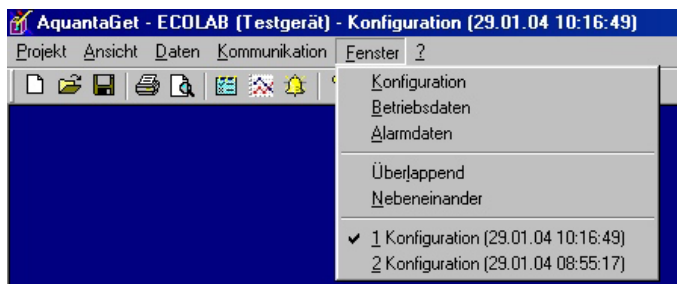 AquantaGet - ECOLAB (Testgerät) - Konfiguration (29.01.04 10:16:49)
Projekt Ansicht Daten Kommunikation Fenster ?
Konfiguration
Betriebsdaten
Alarmdaten
Überlappend
Nebeneinander
1 Konfiguration (29.01.04 10:16:49)
2 Konfiguration (29.01.04 08:55:17)